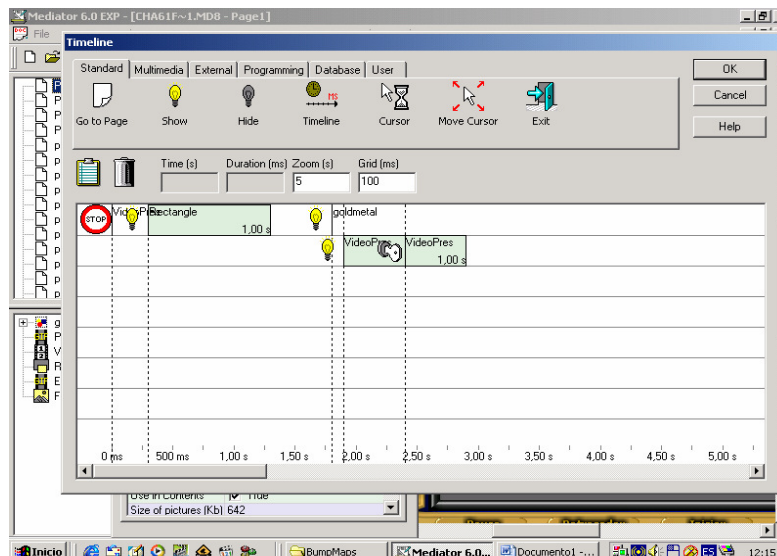 Mediator 6.0 EXP - [CHA61F~1.MD8 - Page1]
File
Timeline
Standard Multimedia External Programming Database User
OK
Cancel
Help
Go to Page Show Hide Timeline Cursor Move Cursor Exit
Time (s) Duration (ms) Zoom (s) Grid (ms)
5 100
STOP Rectangle goldmetal
1,00 s
VideoPres VideoPres
1,00 s
0 ms 500 ms 1,00 s 1,50 s 2,00 s 2,50 s 3,00 s 3,50 s 4,00 s 4,50 s 5,00 s
Use in Contents True
Size of pictures (Kb) 642
Inicio BumpMaps Mediator 6.0... Documento1 -... ES 12:35